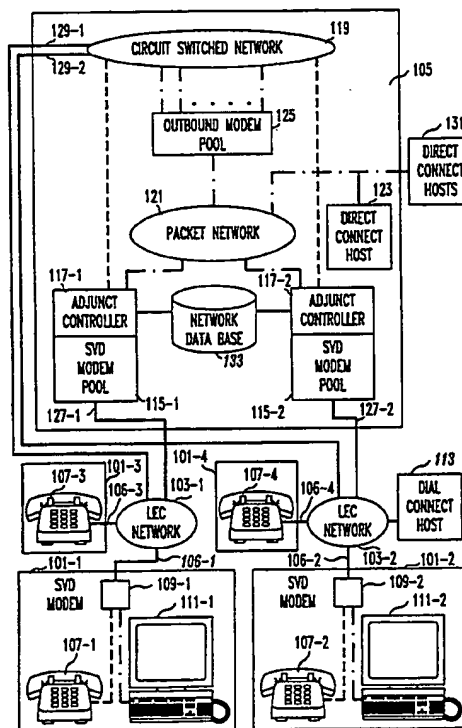 129-1
129-2
CIRCUIT SWITCHED NETWORK
119
105
OUTBOUND MODEM
POOL
125
131
DIRECT
CONNECT
HOSTS
121
123
DIRECT
CONNECT
HOST
PACKET NETWORK
117-1
117-2
ADJUNCT
CONTROLLER
NETWORK
DATA BASE
133
ADJUNCT
CONTROLLER
SVD
MODEM
POOL
SVD
MODEM
POOL
127-1
115-1
115-2
127-2
107-3
101-3
106-3
103-1
101-4
107-4
106-4
113
LEC
NETWORK
LEC
NETWORK
DIAL
CONNECT
HOST
101-1
106-1
106-2
103-2
101-2
SVD
MODEM
109-1
111-1
SVD
MODEM
109-2
111-2
107-1
107-2